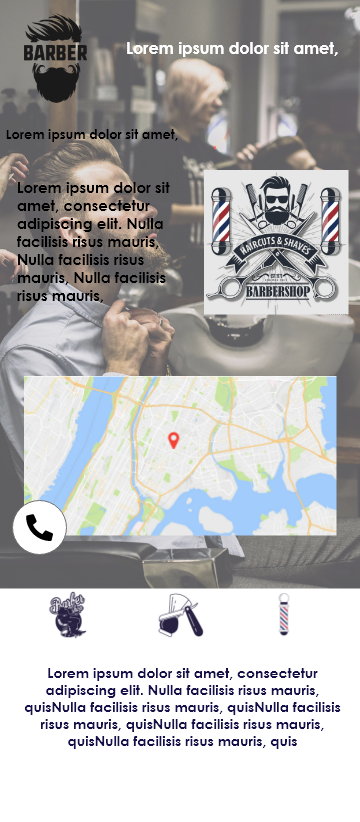 BARBER
Lorem ipsum dolor sit amet,
Lorem ipsum dolor sit amet,
Lorem ipsum dolor sit
amet, consectetur
adipiscing elit. Nulla
facilisis risus mauris,
Nulla facilisis risus
mauris, Nulla facilisis
risus mauris,
HAIRCUTS & SHAVES
BARBERSHOP
Barber
Lorem ipsum dolor sit amet, consectetur
adipiscing elit. Nulla facilisis risus mauris,
quisNulla facilisis risus mauris, quisNulla facilisis
risus mauris, quisNulla facilisis risus mauris,
quisNulla facilisis risus mauris, quis